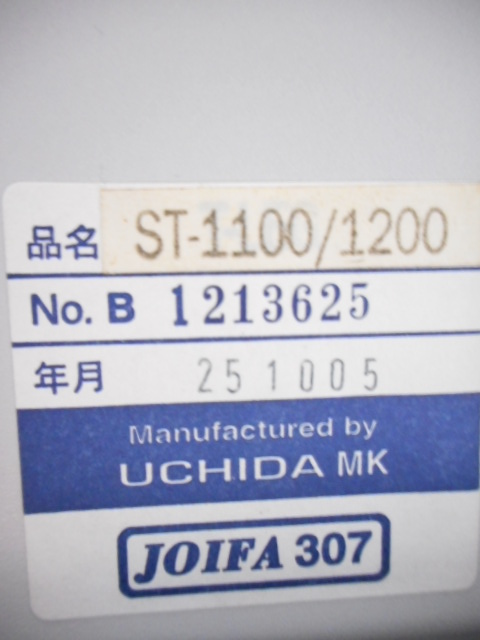 品名 ST-1100/1200
No. B 1213625
年月 251005
Manufactured by
UCHIDA MK
JOIFA 307